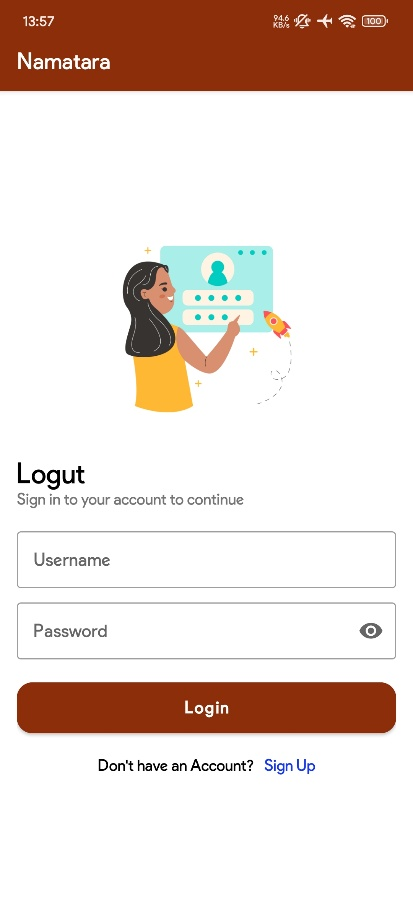 13:57
94.6
KB/s
100
Namatara
Logut
Sign in to your account to continue
Username
Password
Login
Don't have an Account? Sign Up